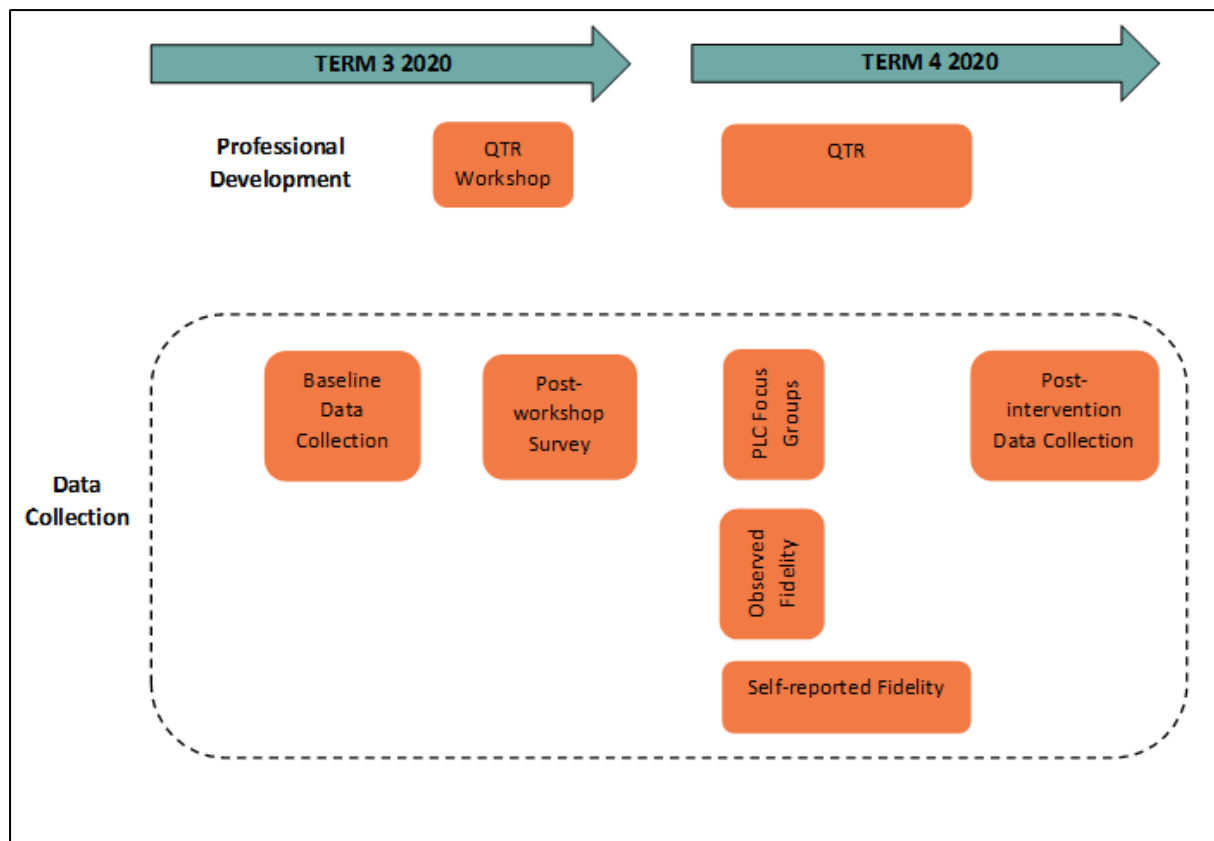 TERM 3 2020
TERM 4 2020
Professional
Development
QTR
Workshop
QTR
Data
Collection
Baseline
Data
Collection
Post-
workshop
Survey
PLC Focus
Groups
Post-
intervention
Data Collection
Observed
Fidelity
Self-reported Fidelity